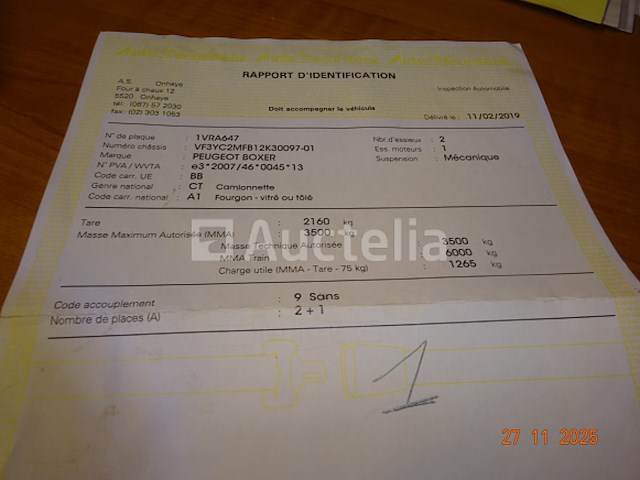 RAPPORT D'IDENTIFICATION
A.S. Onhaye
Four à chaux 12
5520 Onhaye
tél: (087) 57 2030
fax: (02) 303 1053
Inspection Automobile
Doit accompagner le véhicule
Délivré le : 11/02/2019
N° de plaque : 1VRA647
Numéro châssis : VF3YC2MFB12K30097-01
Marque : PEUGEOT BOXER
N° PVA / WVTA : e3*2007/46*0045*13
Code carr. UE : BB
Genre national : CT Camionnette
Code carr. national : A1 Fourgon - vitré ou tôlé
Nbr.d'essieux : 2
Ess. moteurs : 1
Suspension : Mécanique
Tare : 2160 kg
Masse Maximum Autorisée (MMA) : 3500 kg
Masse Technique Autorisée : 3500 kg
MMA Train : 6000 kg
Charge utile (MMA - Tare - 75 kg) : 1265 kg
Auctelia
Code accouplement : 9 Sans
Nombre de places (A) : 2 + 1
1
27 11 2025